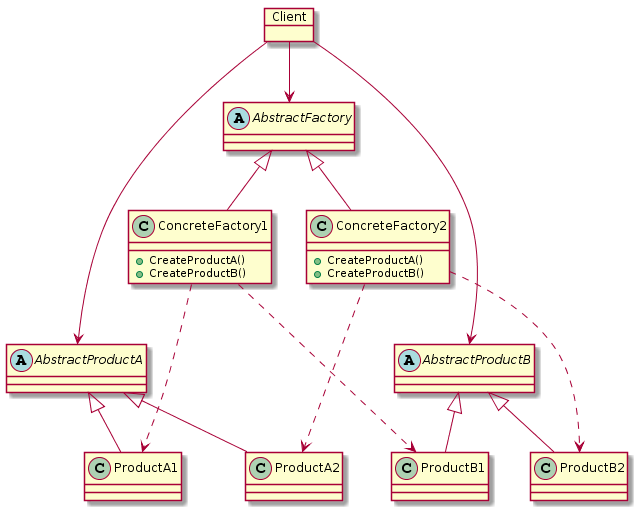 Client
A AbstractFactory
C ConcreteFactory1
CreateProductA()
CreateProductB()
C ConcreteFactory2
CreateProductA()
CreateProductB()
A AbstractProductA
A AbstractProductB
C ProductA1
C ProductA2
C ProductB1
C ProductB2